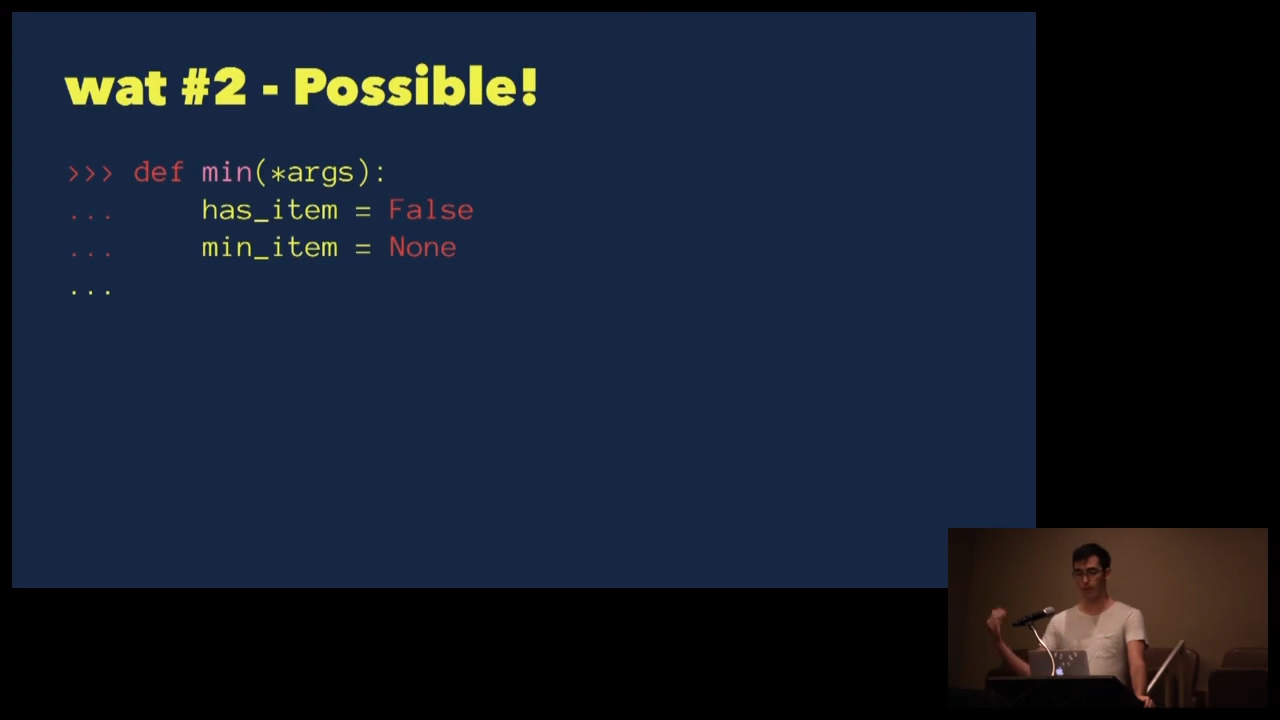 wat #2 - Possible!
>>> def min(*args):
...     has_item = False
...     min_item = None
...